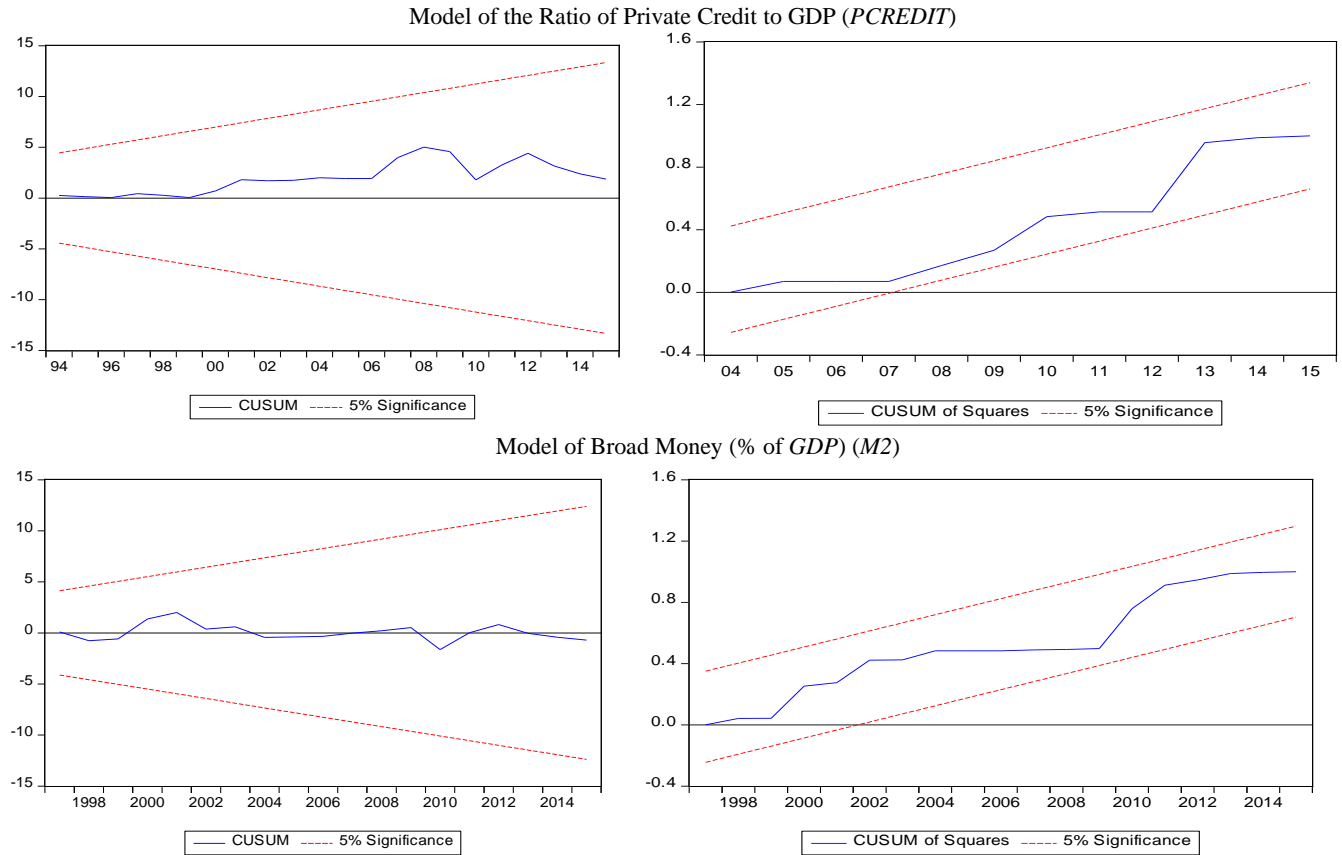 Model of the Ratio of Private Credit to GDP (PCREDIT)
15
10
5
0
-5
-10
-15
94 96 98 00 02 04 06 08 10 12 14
CUSUM 5% Significance
1.6
1.2
0.8
0.4
0.0
-0.4
04 05 06 07 08 09 10 11 12 13 14 15
CUSUM of Squares 5% Significance
Model of Broad Money (% of GDP) (M2)
15
10
5
0
-5
-10
-15
1998 2000 2002 2004 2006 2008 2010 2012 2014
CUSUM 5% Significance
1.6
1.2
0.8
0.4
0.0
-0.4
1998 2000 2002 2004 2006 2008 2010 2012 2014
CUSUM of Squares 5% Significance